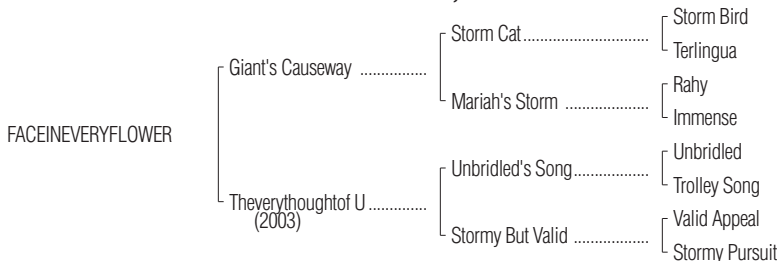 Storm Bird
Storm Cat..............................
Terlingua
Giant's Causeway ................
Rahy
Mariah's Storm ....................
Immense
FACEINEVERYFLOWER
Unbridled
Unbridled's Song..................
Trolley Song
Theverythoughtof U ..............
(2003)
Valid Appeal
Stormy But Valid ..................
Stormy Pursuit